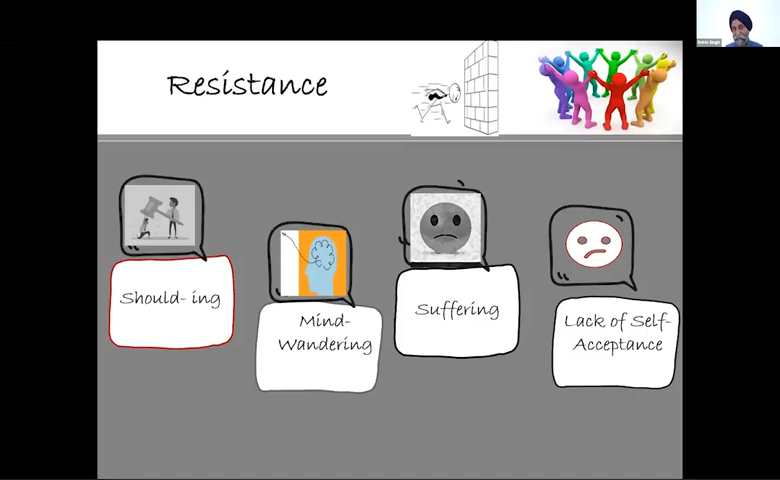 Resistance
Should- ing
Mind-
Wandering
Suffering
Lack of Self-
Acceptance